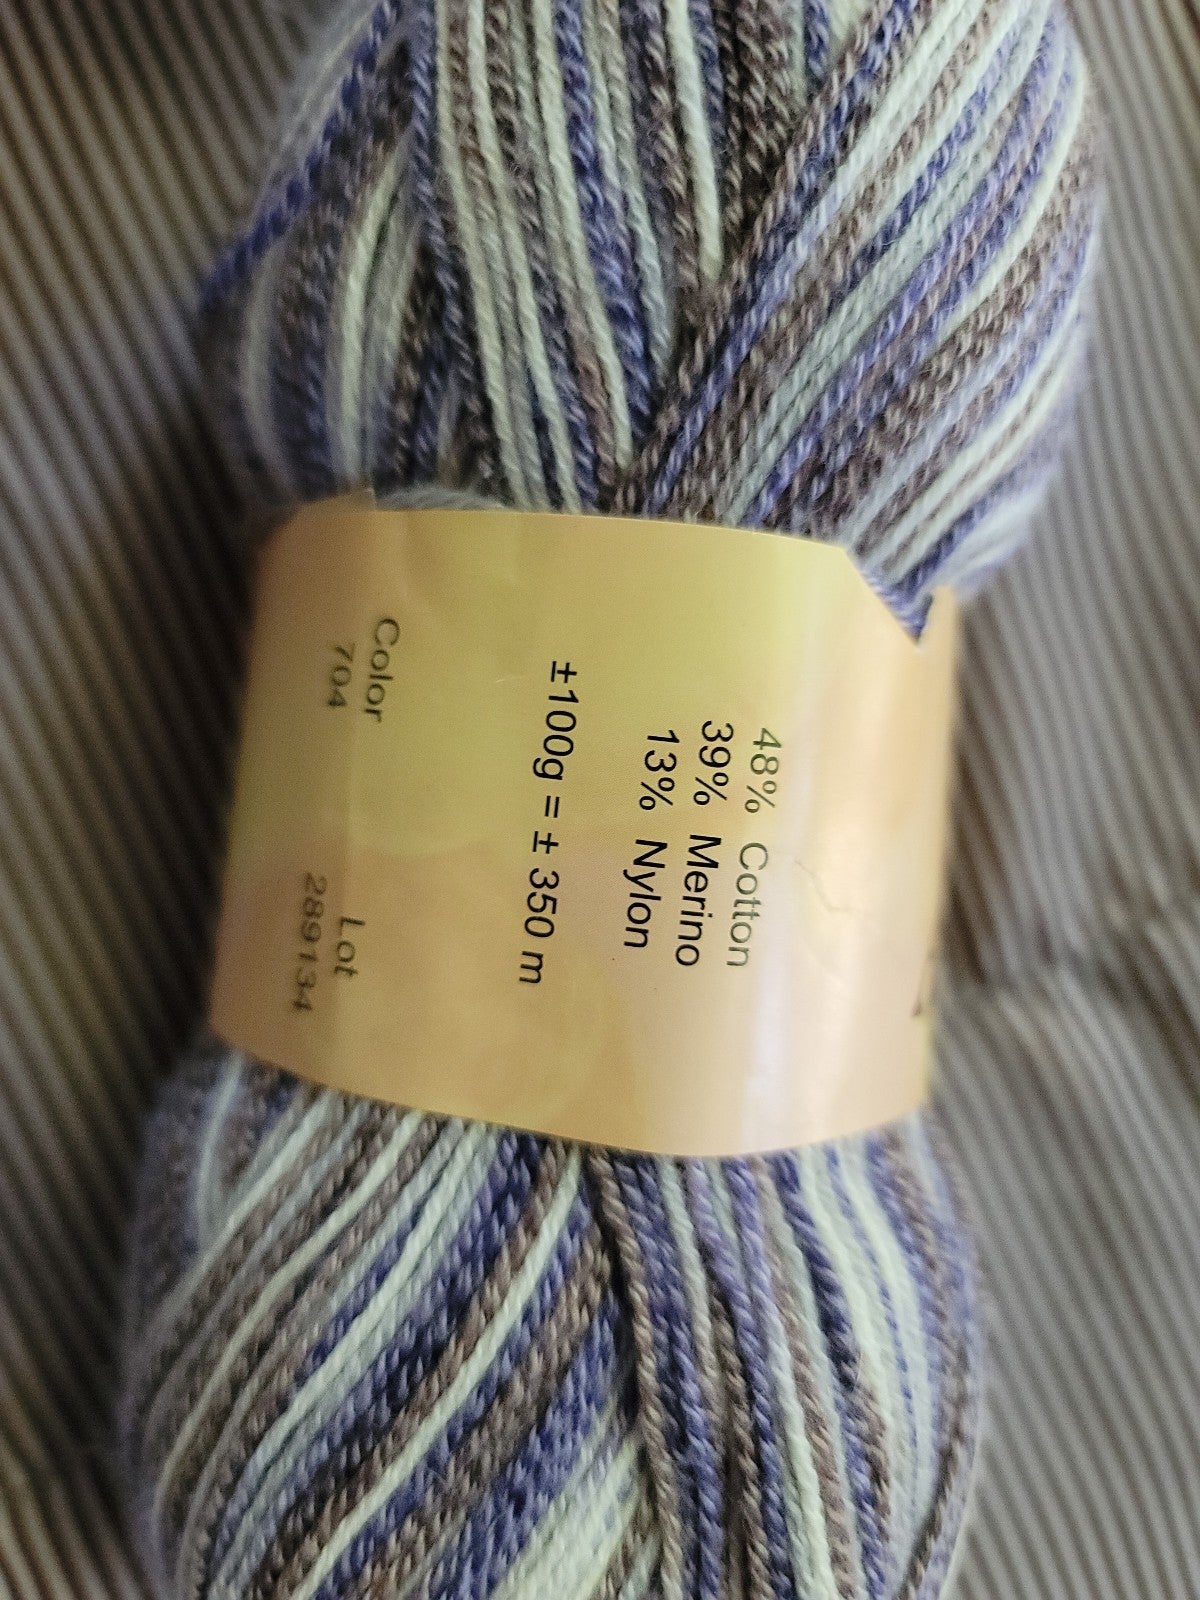 48% Cotton
39% Merino
13% Nylon
±100g = ± 350 m
Color
704
Lot
289134